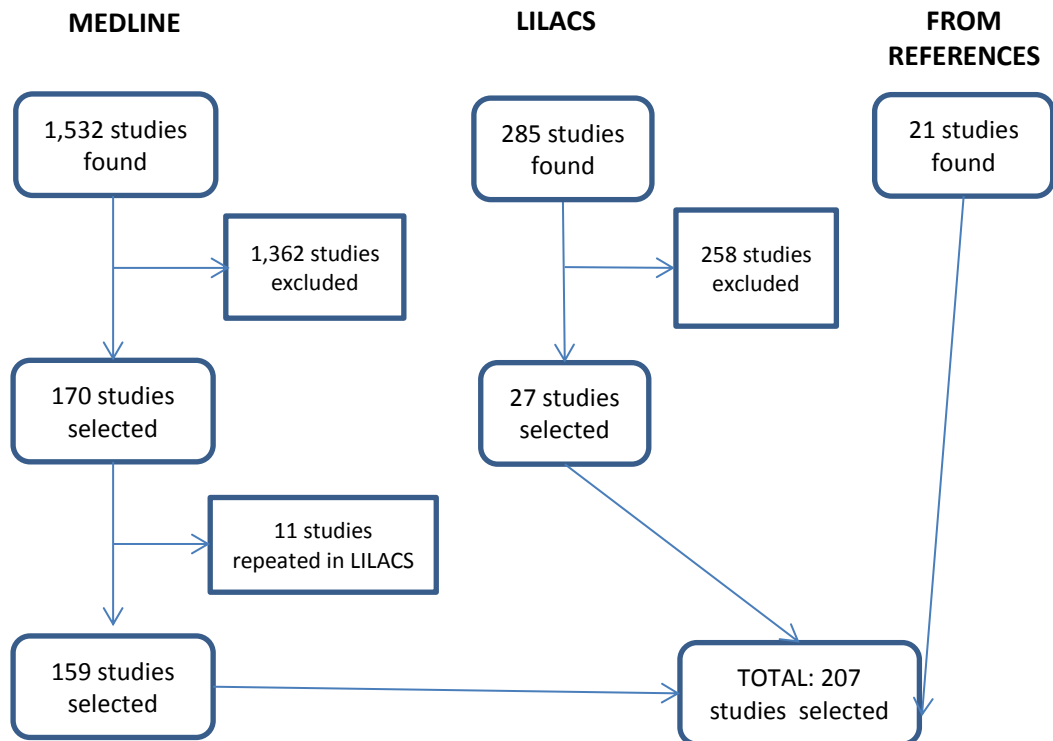 MEDLINE
LILACS
FROM
REFERENCES
1,532 studies
found
285 studies
found
21 studies
found
1,362 studies
excluded
258 studies
excluded
170 studies
selected
27 studies
selected
11 studies
repeated in LILACS
159 studies
selected
TOTAL: 207
studies selected